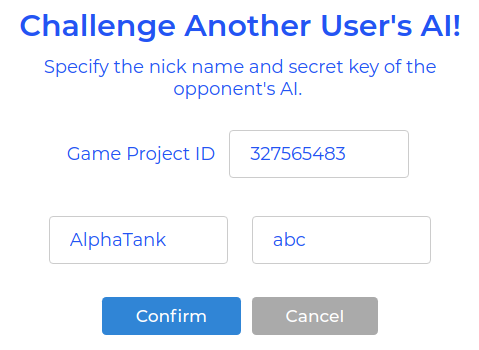 Challenge Another User's AI!
Specify the nick name and secret key of the
opponent's AI.
Game Project ID 327565483
AlphaTank abc
Confirm Cancel